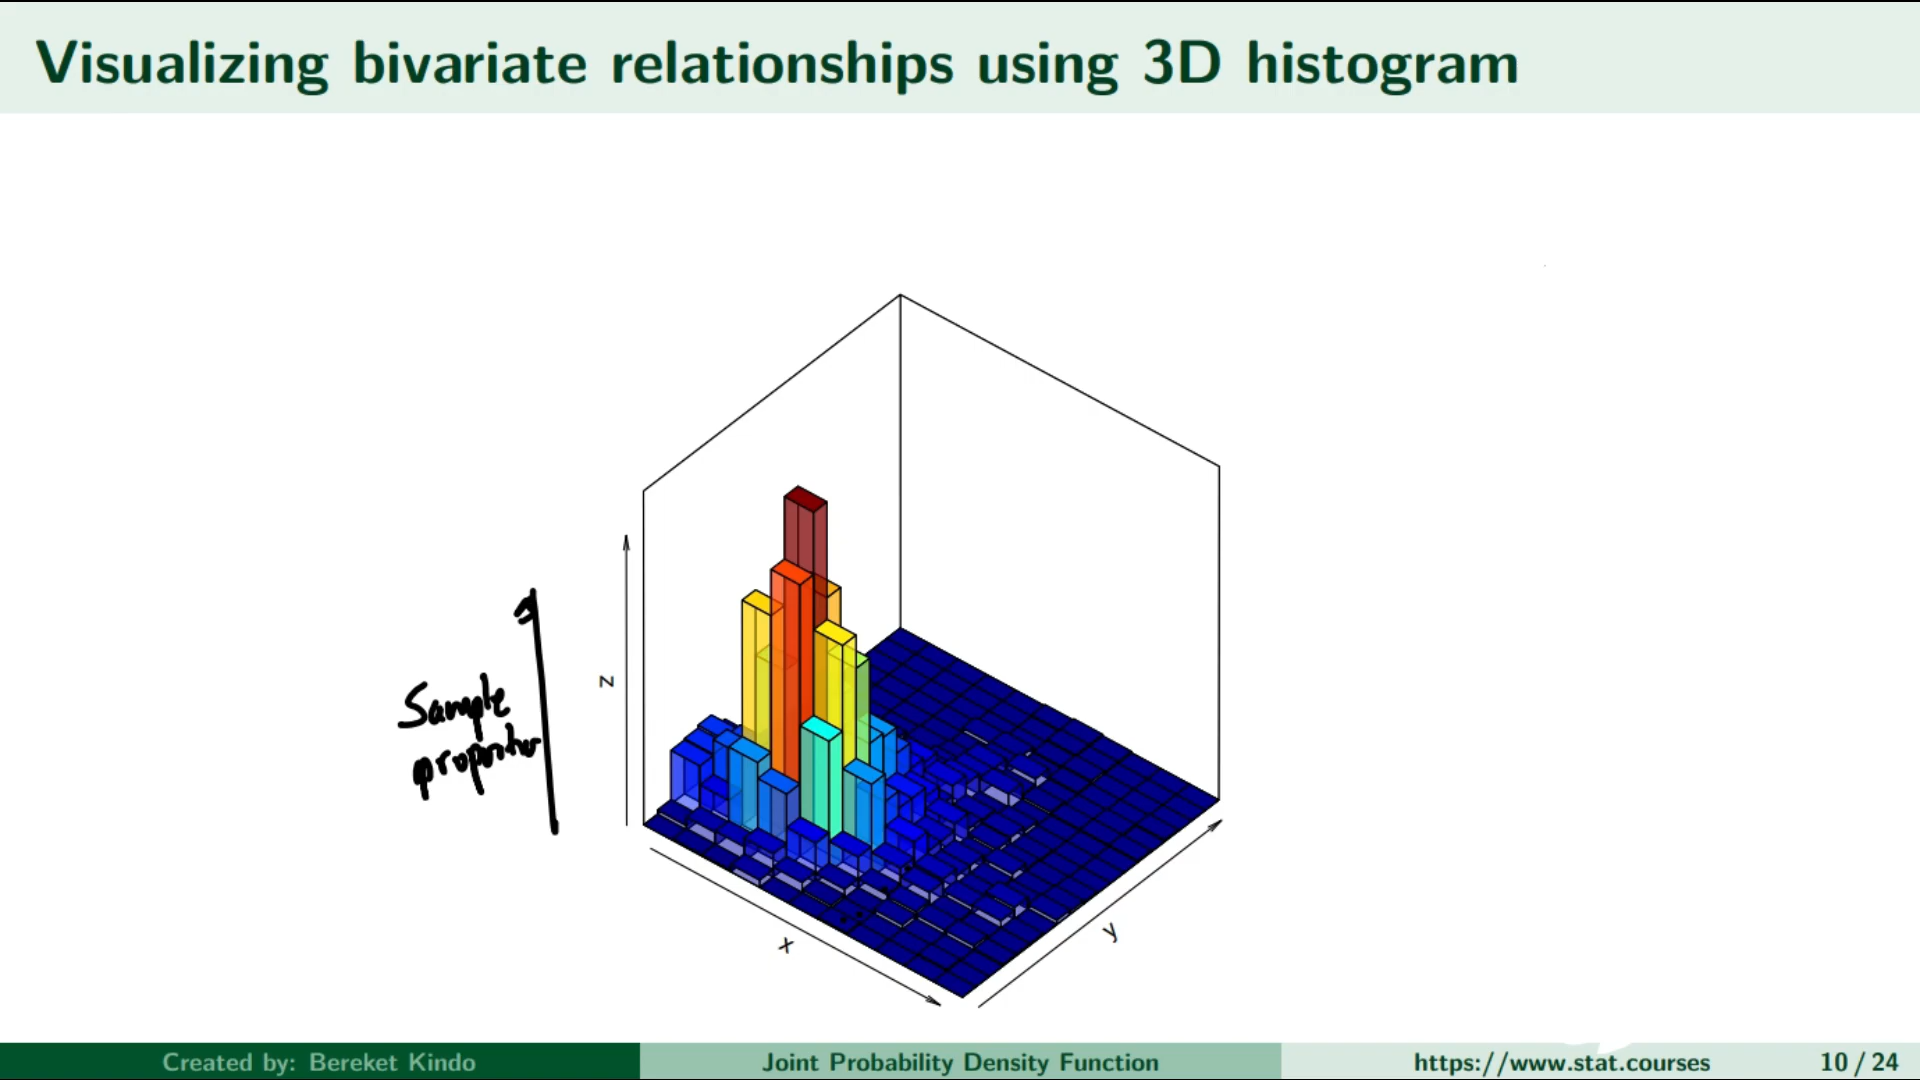 Visualizing bivariate relationships using 3D histogram
z
Sample
x
y
Created by: Bereket Kindo
Joint Probability Density Function
https://www.stat.courses
10 / 24